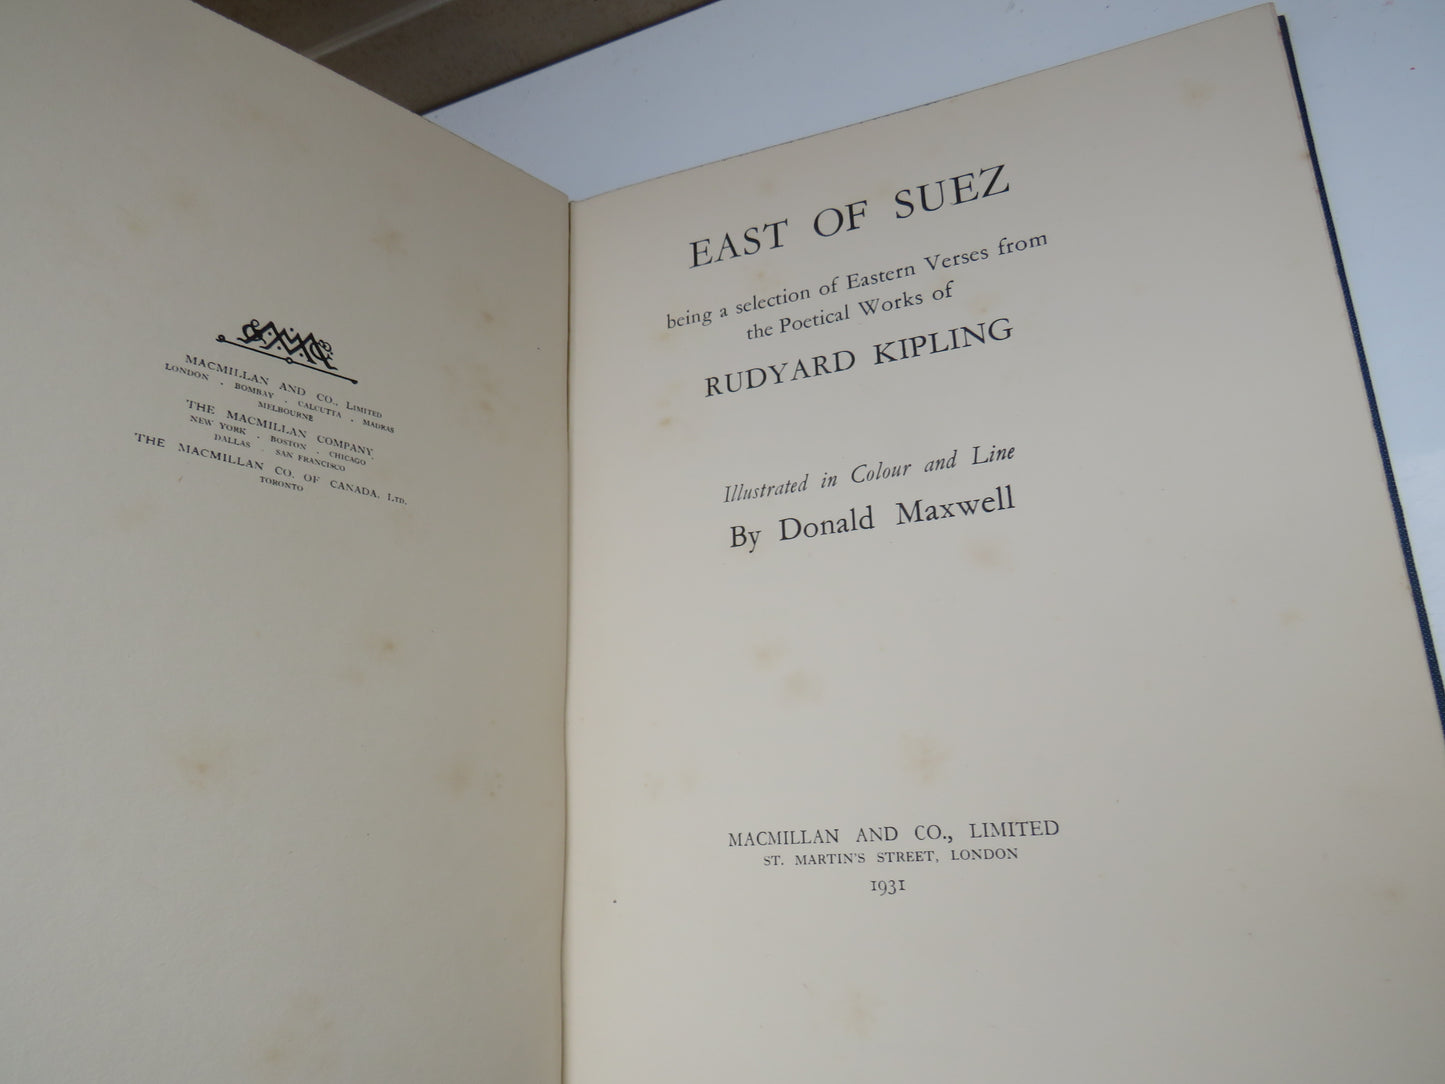 MACMILLAN AND CO., LIMITED
LONDON · BOMBAY · CALCUTTA · MADRAS
MELBOURNE
THE MACMILLAN COMPANY
NEW YORK · BOSTON · CHICAGO
DALLAS · SAN FRANCISCO
THE MACMILLAN CO. OF CANADA, LTD.
TORONTO
EAST OF SUEZ
being a selection of Eastern Verses from
the Poetical Works of
RUDYARD KIPLING
Illustrated in Colour and Line
By Donald Maxwell
MACMILLAN AND CO., LIMITED
ST. MARTIN'S STREET, LONDON
1931